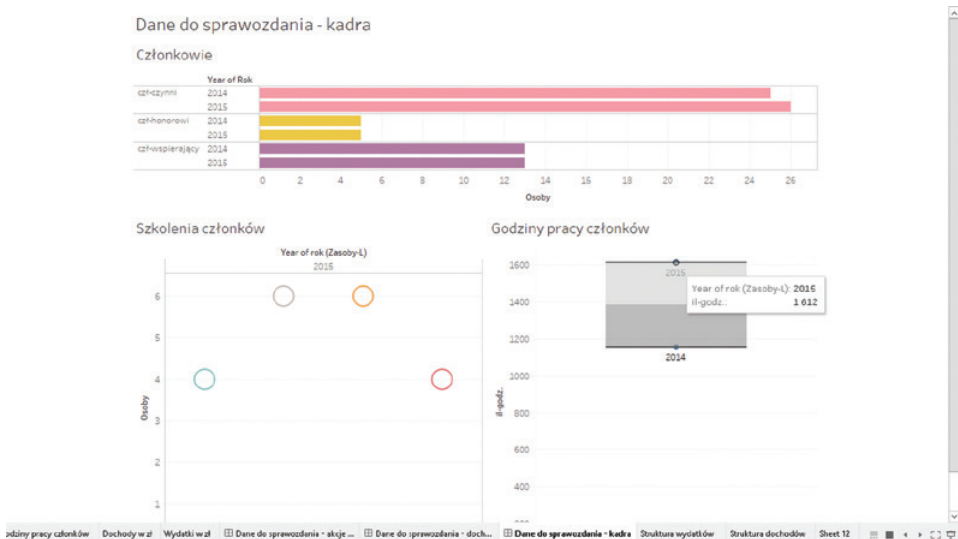 Dane do sprawozdania - kadra
Członkowie
Year of Rok
czł-czynni 2014
2015
czł-honorowi 2014
2015
czł-wspierający 2014
2015
0 2 4 6 8 10 12 14 16 18 20 22 24 26
Osoby
Szkolenia członków
Year of rok (Zasoby-L)
2015
6
5
4
3
2
1
Osoby
Godziny pracy członków
1600
1400
1200
1000
800
600
400
il-godz.
2015
Year of rok (Zasoby-L): 2015
il-godz.: 1 612
2014
odziny pracy członków Dochody w zł Wydatki w zł Dane do sprawozdania - akcje ... Dane do sprawozdania - doch... Dane do sprawozdania - kadra Struktura wydatków Struktura dochodów Sheet 12